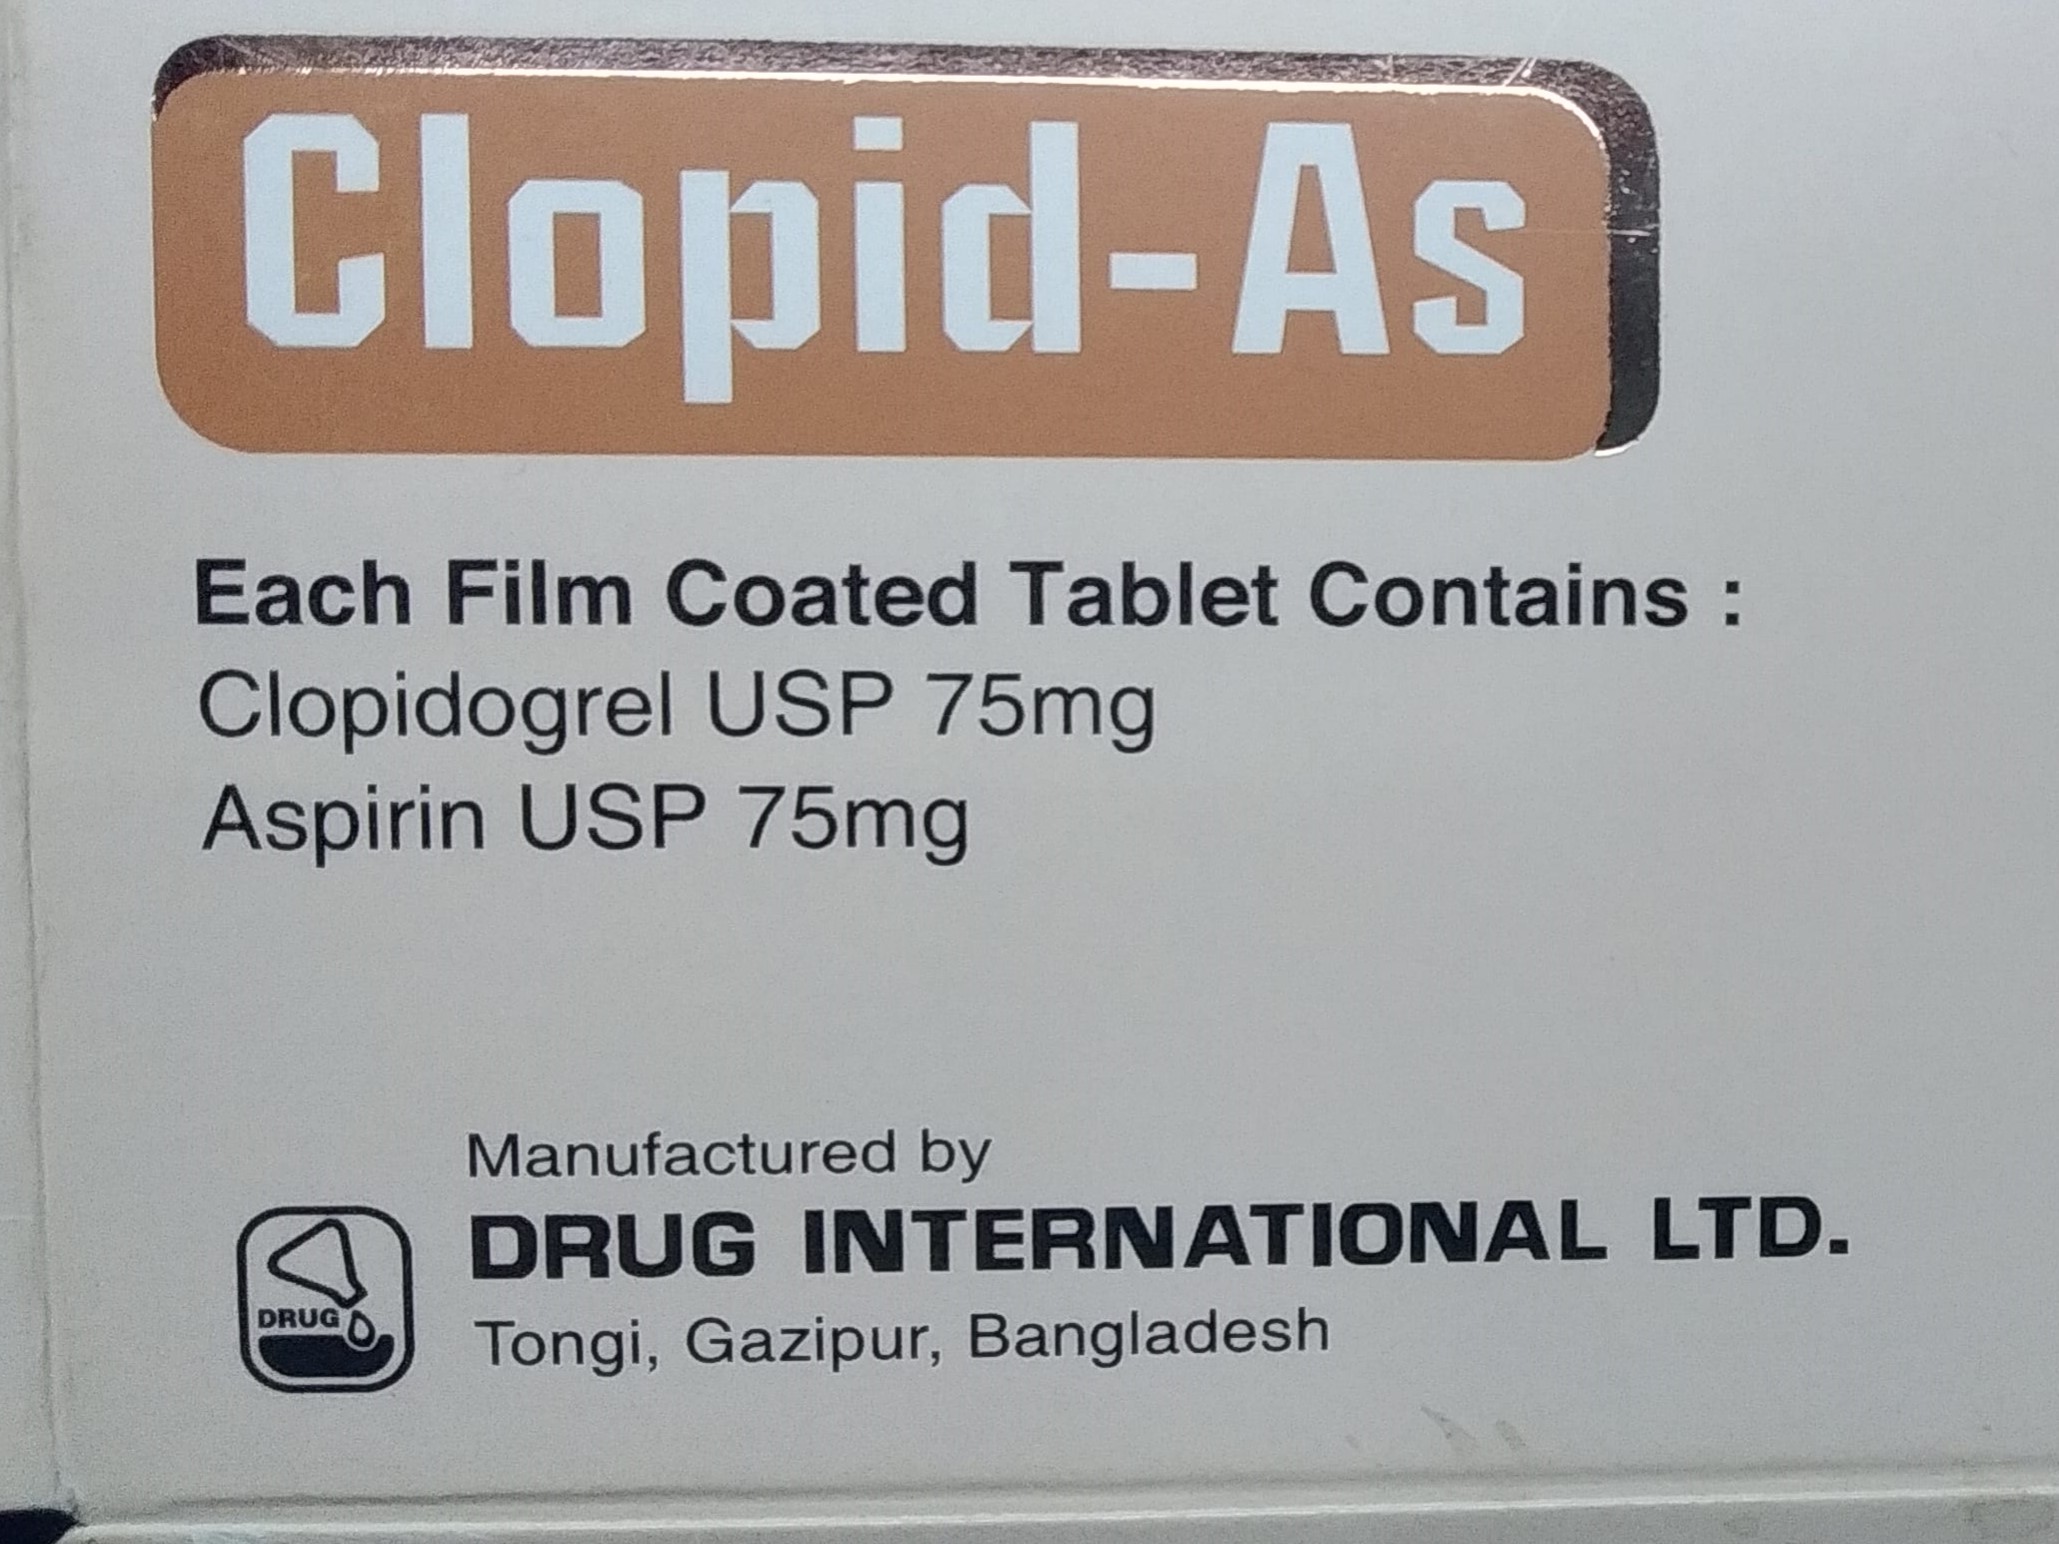 Clopid-As
Each Film Coated Tablet Contains :
Clopidogrel USP 75mg
Aspirin USP 75mg
Manufactured by
DRUG INTERNATIONAL LTD.
DRUG
Tongi, Gazipur, Bangladesh